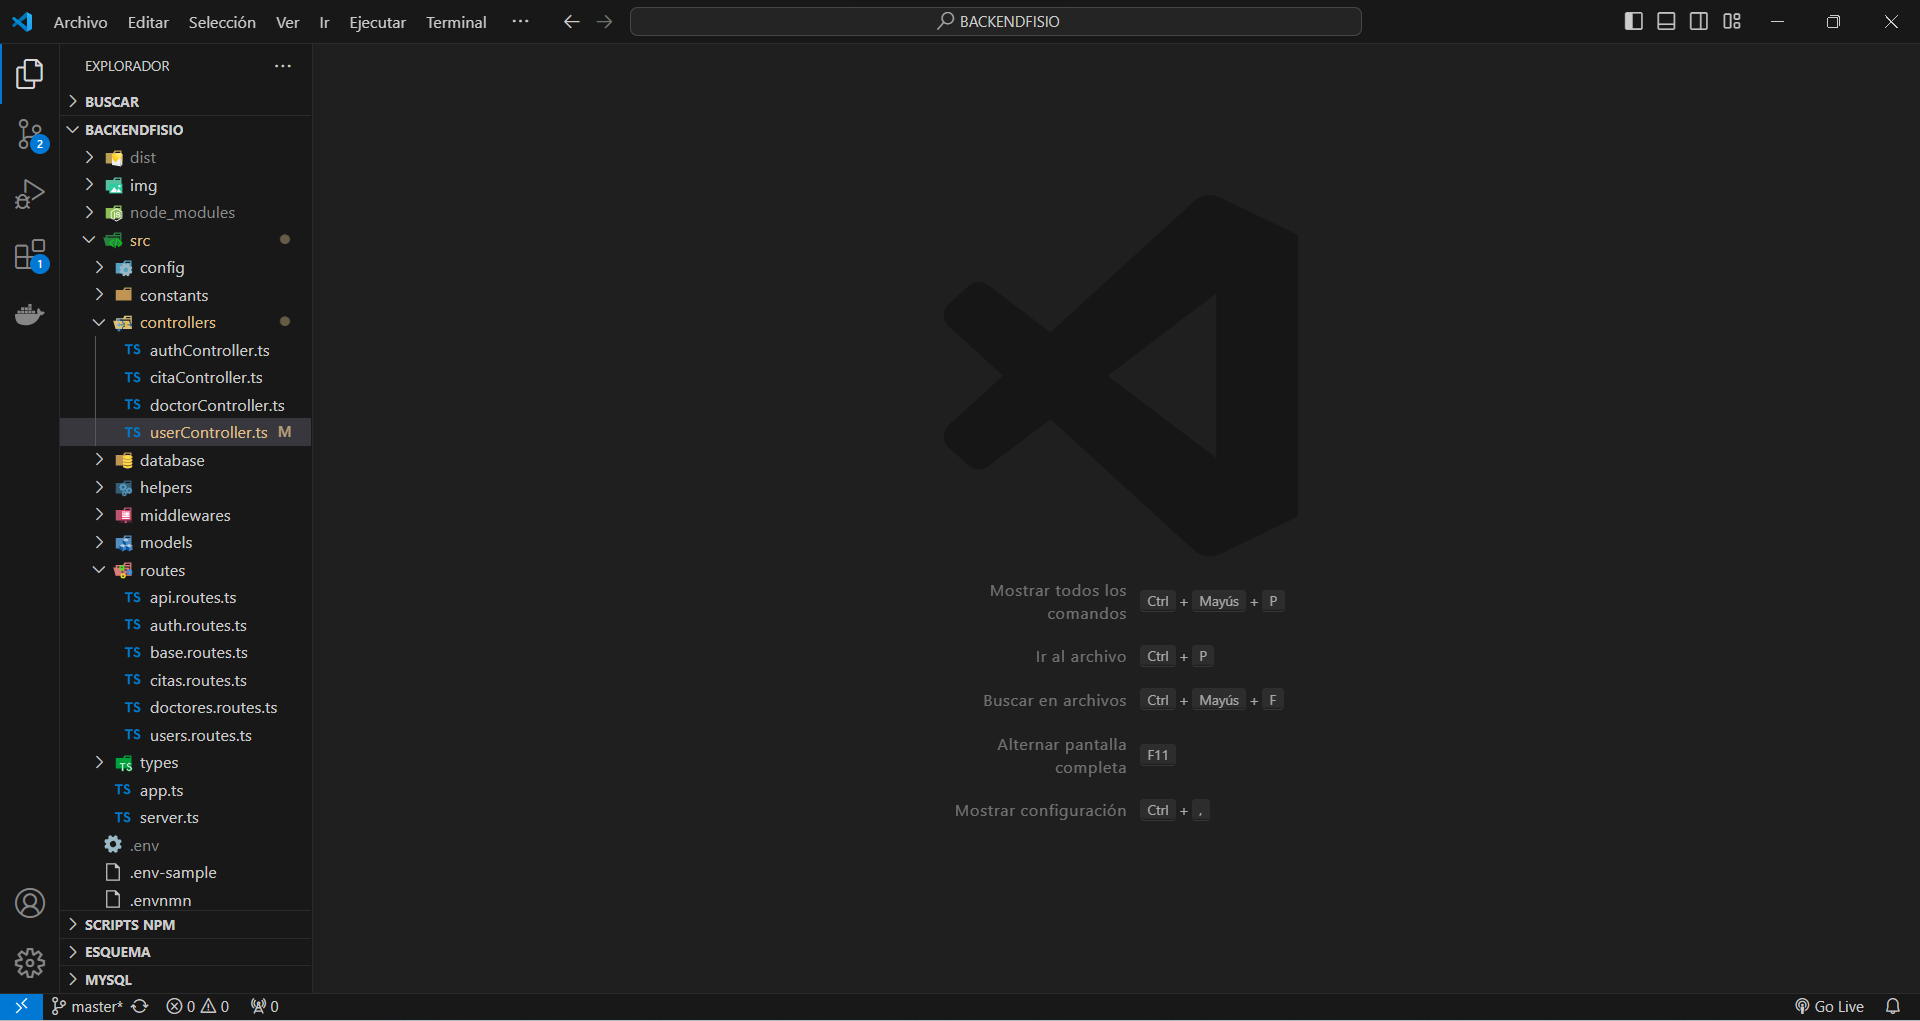 Archivo Editar Selección Ver Ir Ejecutar Terminal ··· BACKENDFISIO
EXPLORADOR ···
BUSCAR
BACKENDFISIO
2
dist
img
node_modules
src
1
config
constants
controllers
TS authController.ts
TS citaController.ts
TS doctorController.ts
TS userController.ts M
database
helpers
middlewares
models
routes
TS api.routes.ts
TS auth.routes.ts
TS base.routes.ts
TS citas.routes.ts
TS doctores.routes.ts
TS users.routes.ts
types
TS app.ts
TS server.ts
.env
.env-sample
.envnmn
SCRIPTS NPM
ESQUEMA
MYSQL
Mostrar todos los
comandos Ctrl + Mayús + P
Ir al archivo Ctrl + P
Buscar en archivos Ctrl + Mayús + F
Alternar pantalla
completa F11
Mostrar configuración Ctrl + ,
master* 0 0 0 Go Live